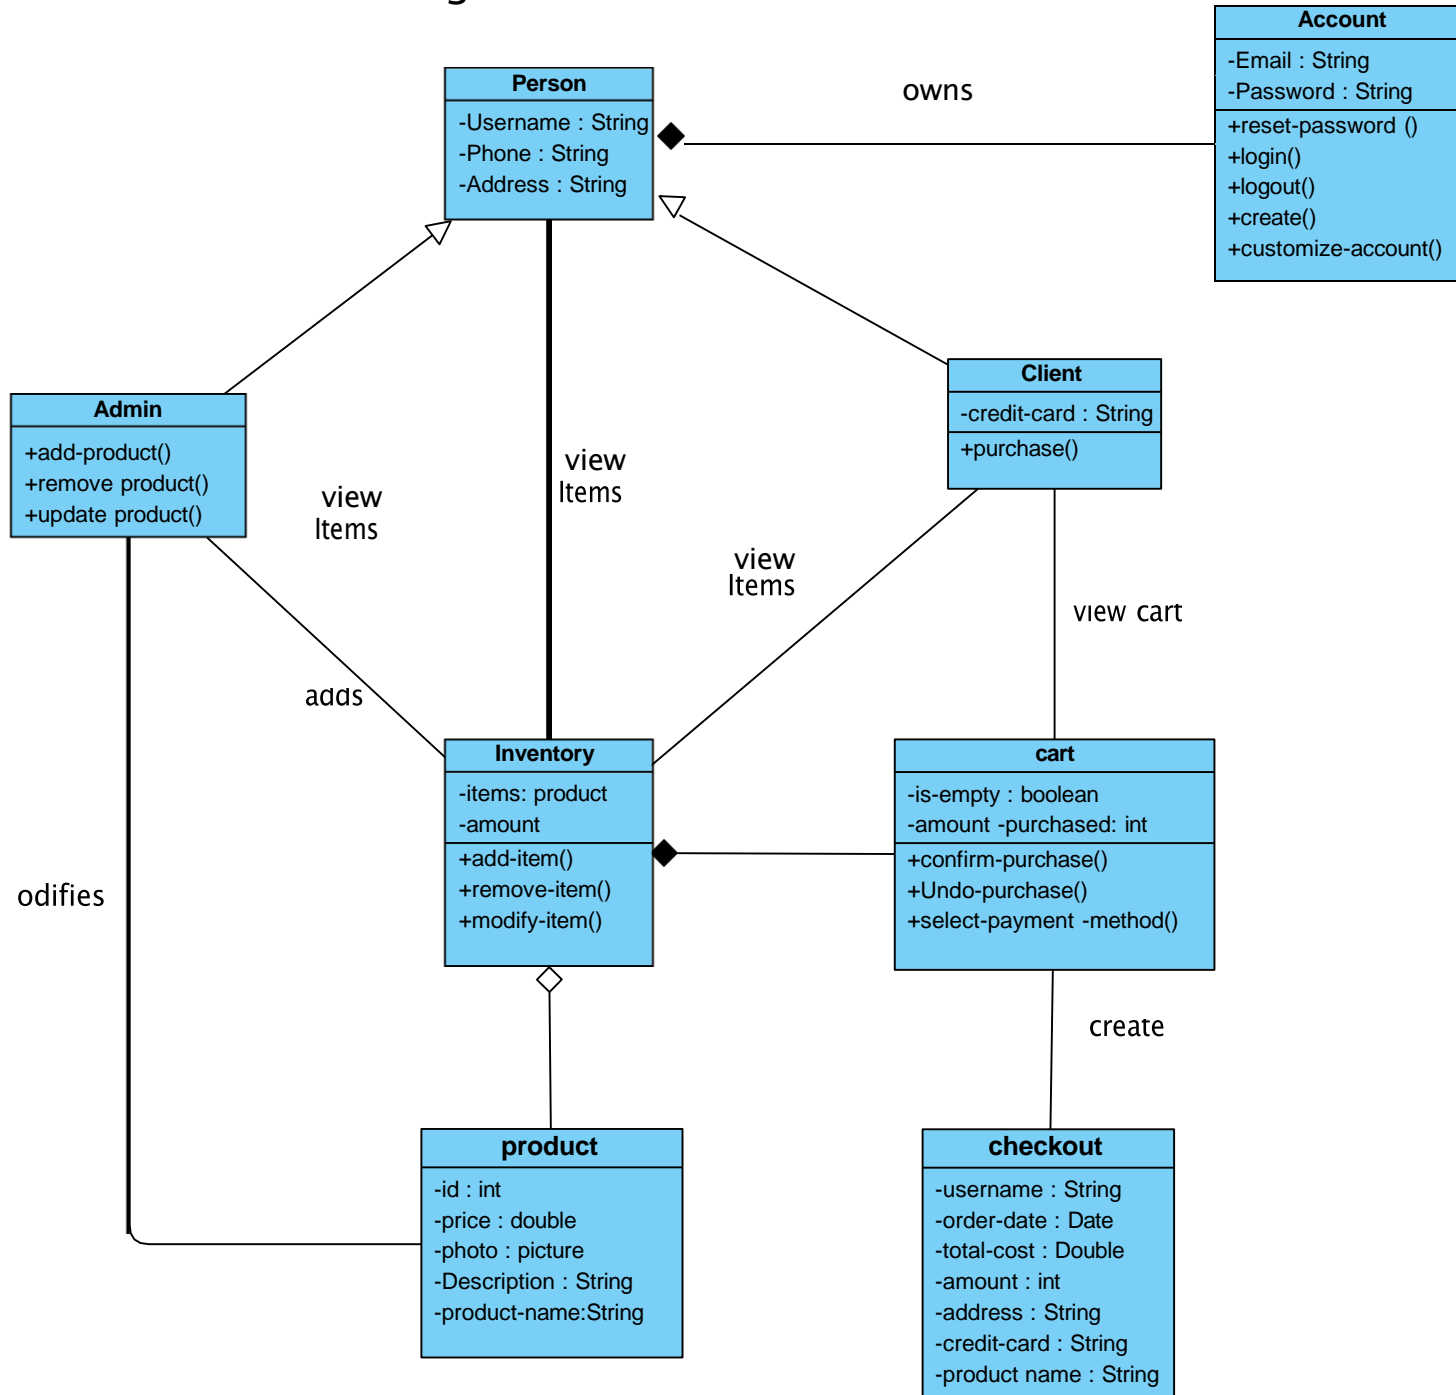 Account
-Email : String
-Password : String
+reset-password ()
+login()
+logout()
+create()
+customize-account()
Person
-Username : String
-Phone : String
-Address : String
owns
Client
-credit-card : String
+purchase()
Admin
+add-product()
+remove product()
+update product()
view
Items
view
Items
view
Items
view cart
adds
Inventory
-items: product
-amount
+add-item()
+remove-item()
+modify-item()
cart
-is-empty : boolean
-amount -purchased: int
+confirm-purchase()
+Undo-purchase()
+select-payment -method()
odifies
create
product
-id : int
-price : double
-photo : picture
-Description : String
-product-name:String
checkout
-username : String
-order-date : Date
-total-cost : Double
-amount : int
-address : String
-credit-card : String
-product name : String